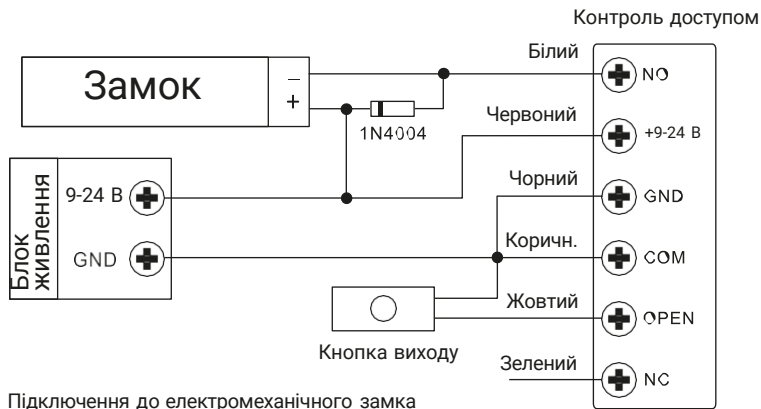 Контроль доступом
Білий
NO
Замок
−
+
1N4004
Червоний
+9-24 В
Блок живлення
9-24 В
Чорний
GND
GND
Коричн.
COM
Жовтий
OPEN
Кнопка виходу
Зелений
NC
Підключення до електромеханічного замка